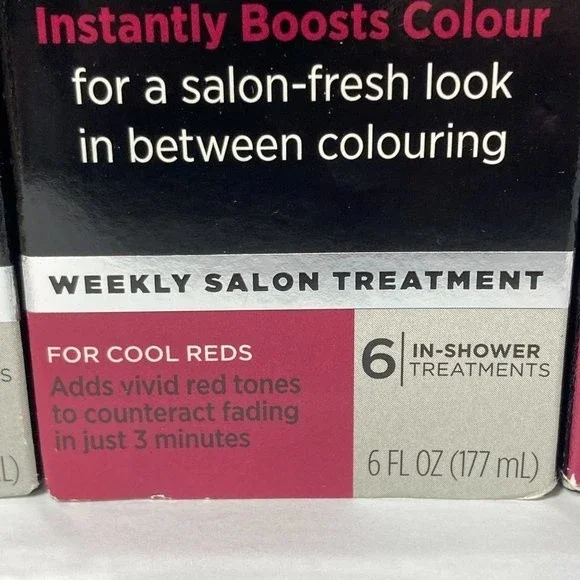 Instantly Boosts Colour
for a salon-fresh look
in between colouring
WEEKLY SALON TREATMENT
FOR COOL REDS
Adds vivid red tones
to counteract fading
in just 3 minutes
6 IN-SHOWER
TREATMENTS
6 FL OZ (177 mL)
S
L)